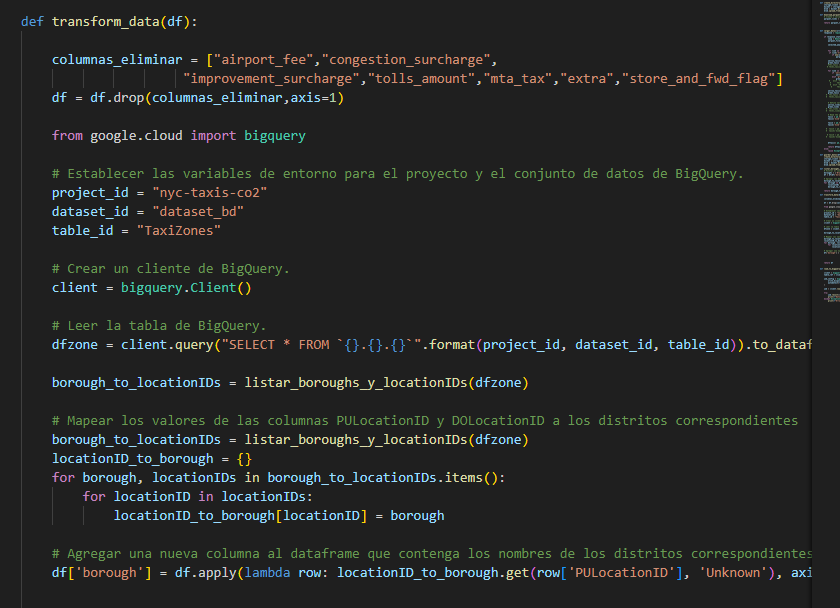 def transform_data(df):
columnas_eliminar = ["airport_fee","congestion_surcharge",
"improvement_surcharge","tolls_amount","mta_tax","extra","store_and_fwd_flag"]
df = df.drop(columnas_eliminar,axis=1)
from google.cloud import bigquery
# Establecer las variables de entorno para el proyecto y el conjunto de datos de BigQuery.
project_id = "nyc-taxis-co2"
dataset_id = "dataset_bd"
table_id = "TaxiZones"
# Crear un cliente de BigQuery.
client = bigquery.Client()
# Leer la tabla de BigQuery.
dfzone = client.query("SELECT * FROM `{}.{}.{}`".format(project_id, dataset_id, table_id)).to_dataf
borough_to_locationIDs = listar_boroughs_y_locationIDs(dfzone)
# Mapear los valores de las columnas PULocationID y DOLocationID a los distritos correspondientes
borough_to_locationIDs = listar_boroughs_y_locationIDs(dfzone)
locationID_to_borough = {}
for borough, locationIDs in borough_to_locationIDs.items():
for locationID in locationIDs:
locationID_to_borough[locationID] = borough
# Agregar una nueva columna al dataframe que contenga los nombres de los distritos correspondientes
df['borough'] = df.apply(lambda row: locationID_to_borough.get(row['PULocationID'], 'Unknown'), axi